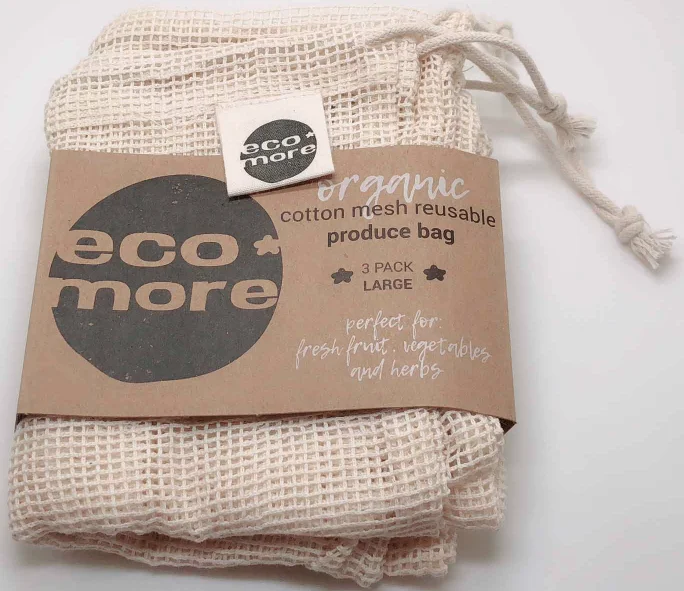 eco
more
eco
more
organic
cotton mesh reusable
produce bag
3 PACK
LARGE
perfect for:
fresh fruit, vegetables
and herbs